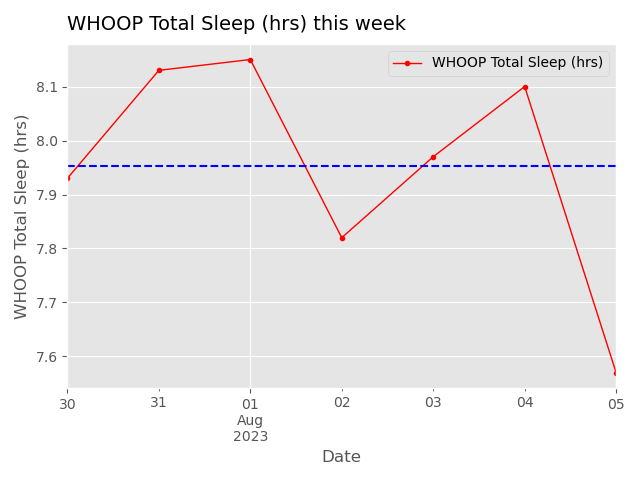 WHOOP Total Sleep (hrs) this week
WHOOP Total Sleep (hrs)
WHOOP Total Sleep (hrs)
8.1
8.0
7.9
7.8
7.7
7.6
30 31 01 02 03 04 05
Aug
2023
Date